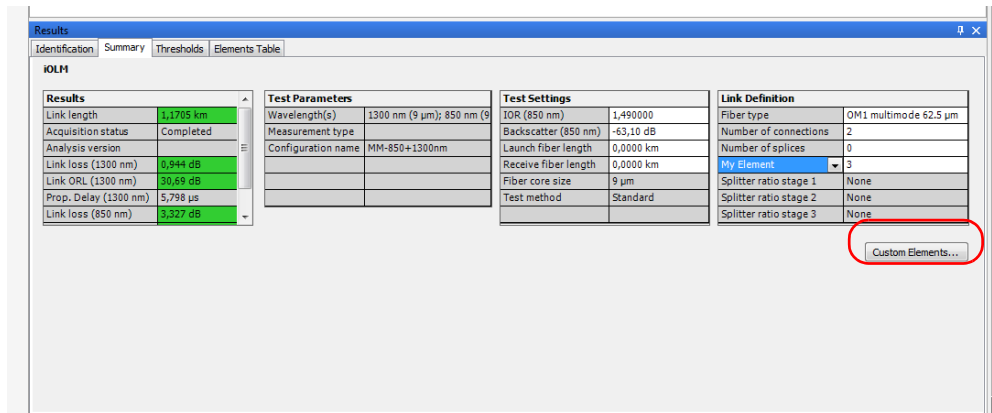 Results
Identification Summary Thresholds Elements Table
iOLM
Results
Link length 1,1705 km
Acquisition status Completed
Analysis version
Link loss (1300 nm) 0,944 dB
Link ORL (1300 nm) 30,69 dB
Prop. Delay (1300 nm) 5,798 µs
Link loss (850 nm) 3,327 dB
Test Parameters
Wavelength(s) 1300 nm (9 µm); 850 nm (9
Measurement type
Configuration name MM-850+1300nm
Test Settings
IOR (850 nm) 1,490000
Backscatter (850 nm) -63,10 dB
Launch fiber length 0,0000 km
Receive fiber length 0,0000 km
Fiber core size 9 µm
Test method Standard
Link Definition
Fiber type OM1 multimode 62.5 µm
Number of connections 2
Number of splices 0
My Element 3
Splitter ratio stage 1 None
Splitter ratio stage 2 None
Splitter ratio stage 3 None
Custom Elements...